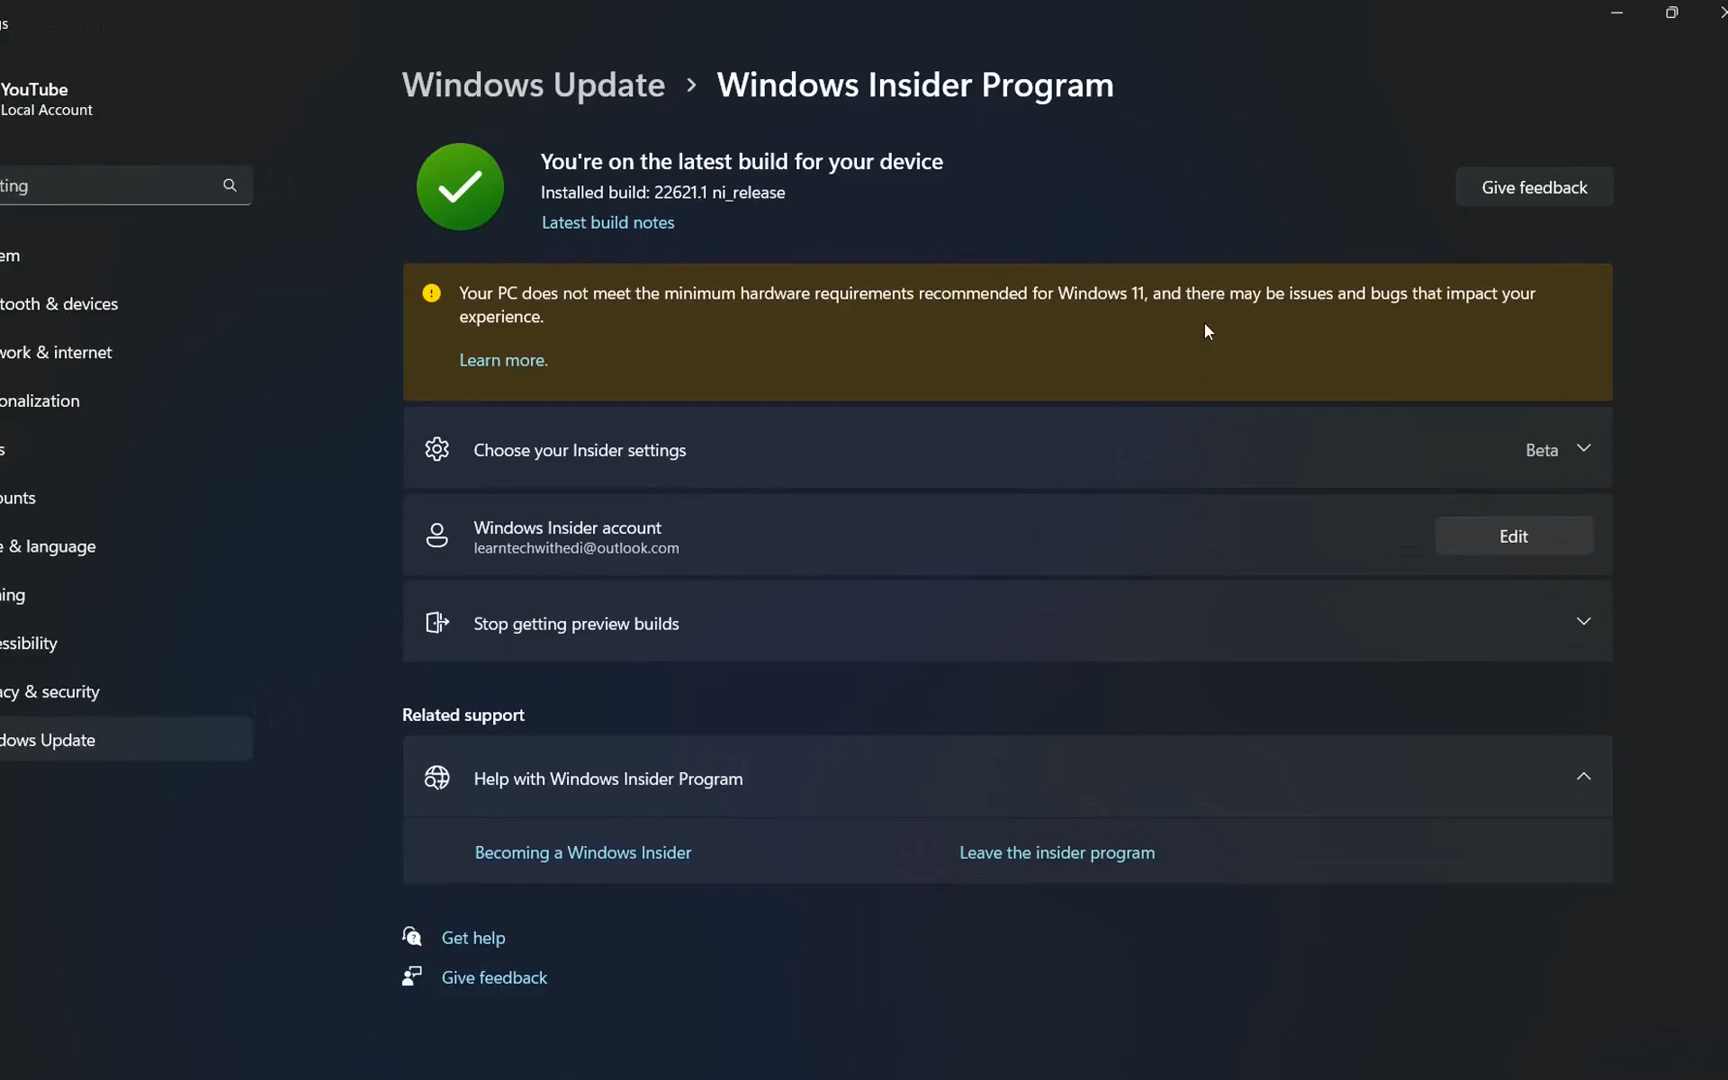 gs
YouTube
Local Account
ting
em
tooth & devices
work & internet
onalization
s
ounts
e & language
ing
essibility
acy & security
dows Update
Windows Update > Windows Insider Program
You're on the latest build for your device
Installed build: 22621.1 ni_release
Latest build notes
Give feedback
Your PC does not meet the minimum hardware requirements recommended for Windows 11, and there may be issues and bugs that impact your
experience.
Learn more.
Choose your Insider settings
Beta
Windows Insider account
learntechwithedi@outlook.com
Edit
Stop getting preview builds
Related support
Help with Windows Insider Program
Becoming a Windows Insider
Leave the insider program
Get help
Give feedback